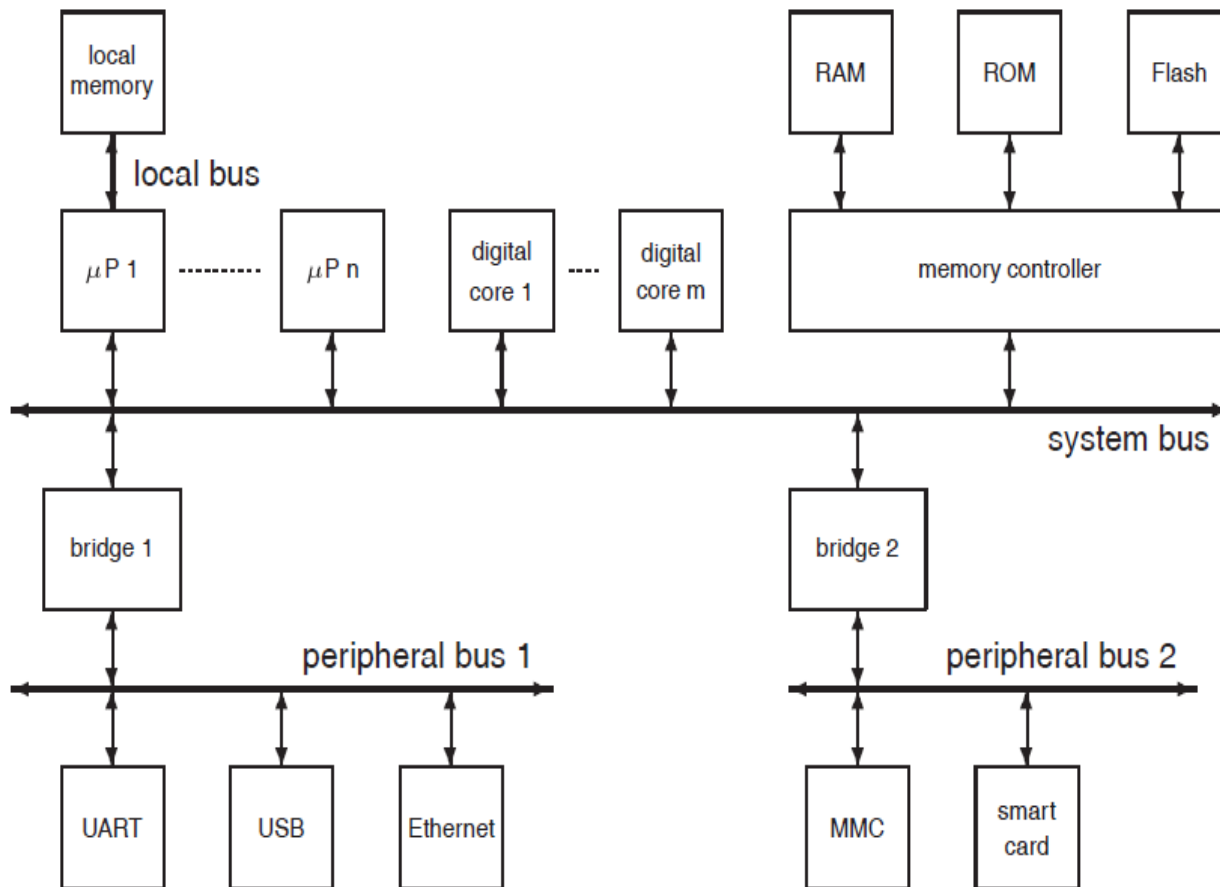 local
memory
RAM
ROM
Flash
local bus
μP 1
μP n
digital
core 1
digital
core m
memory controller
system bus
bridge 1
bridge 2
peripheral bus 1
peripheral bus 2
UART
USB
Ethernet
MMC
smart
card